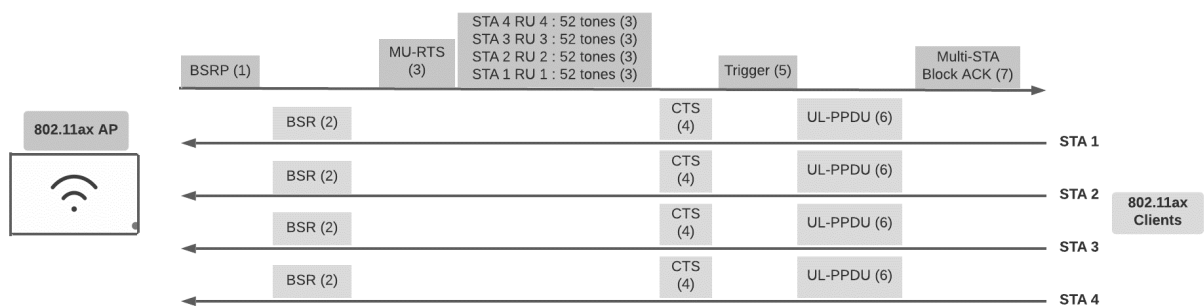 STA 4 RU 4 : 52 tones (3)
STA 3 RU 3 : 52 tones (3)
STA 2 RU 2 : 52 tones (3)
STA 1 RU 1 : 52 tones (3)
MU-RTS
(3)
BSRP (1)
Trigger (5)
Multi-STA
Block ACK (7)
802.11ax AP
BSR (2)
CTS
(4)
UL-PPDU (6)
STA 1
BSR (2)
CTS
(4)
UL-PPDU (6)
STA 2
BSR (2)
CTS
(4)
UL-PPDU (6)
STA 3
BSR (2)
CTS
(4)
UL-PPDU (6)
STA 4
802.11ax
Clients